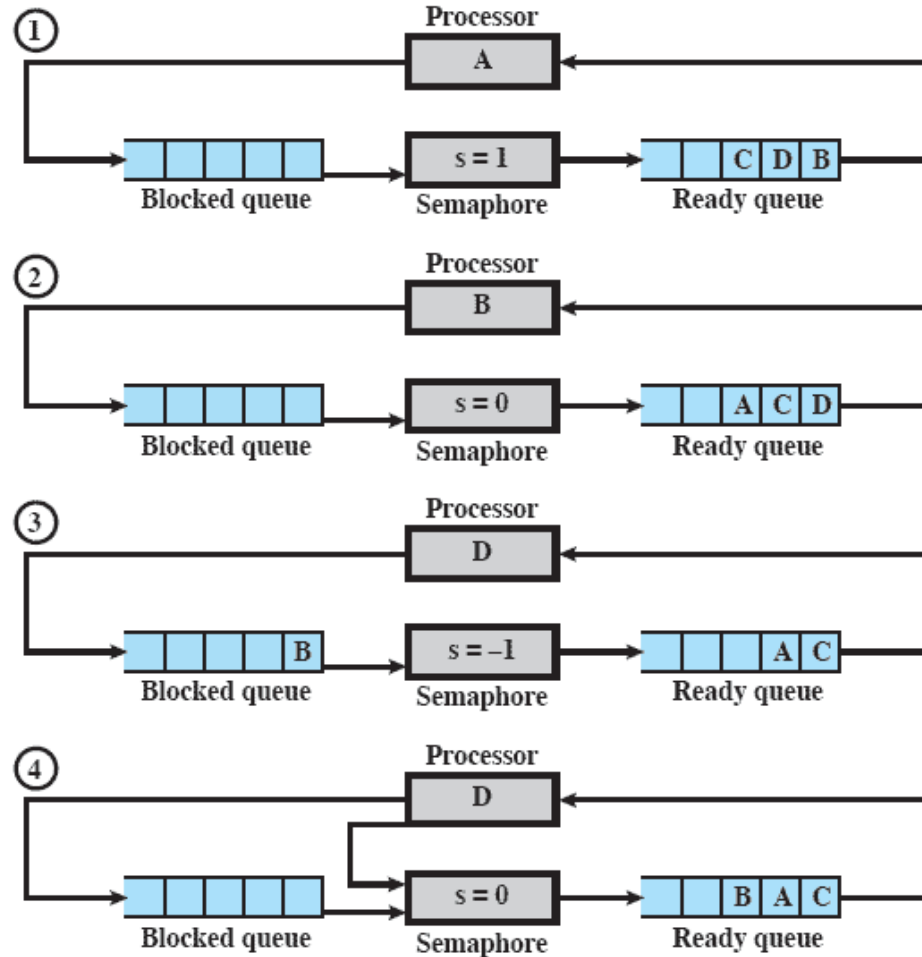 1
Processor
A
s = 1
C D B
Blocked queue
Semaphore
Ready queue
2
Processor
B
s = 0
A C D
Blocked queue
Semaphore
Ready queue
3
Processor
D
B
s = –1
A C
Blocked queue
Semaphore
Ready queue
4
Processor
D
s = 0
B A C
Blocked queue
Semaphore
Ready queue